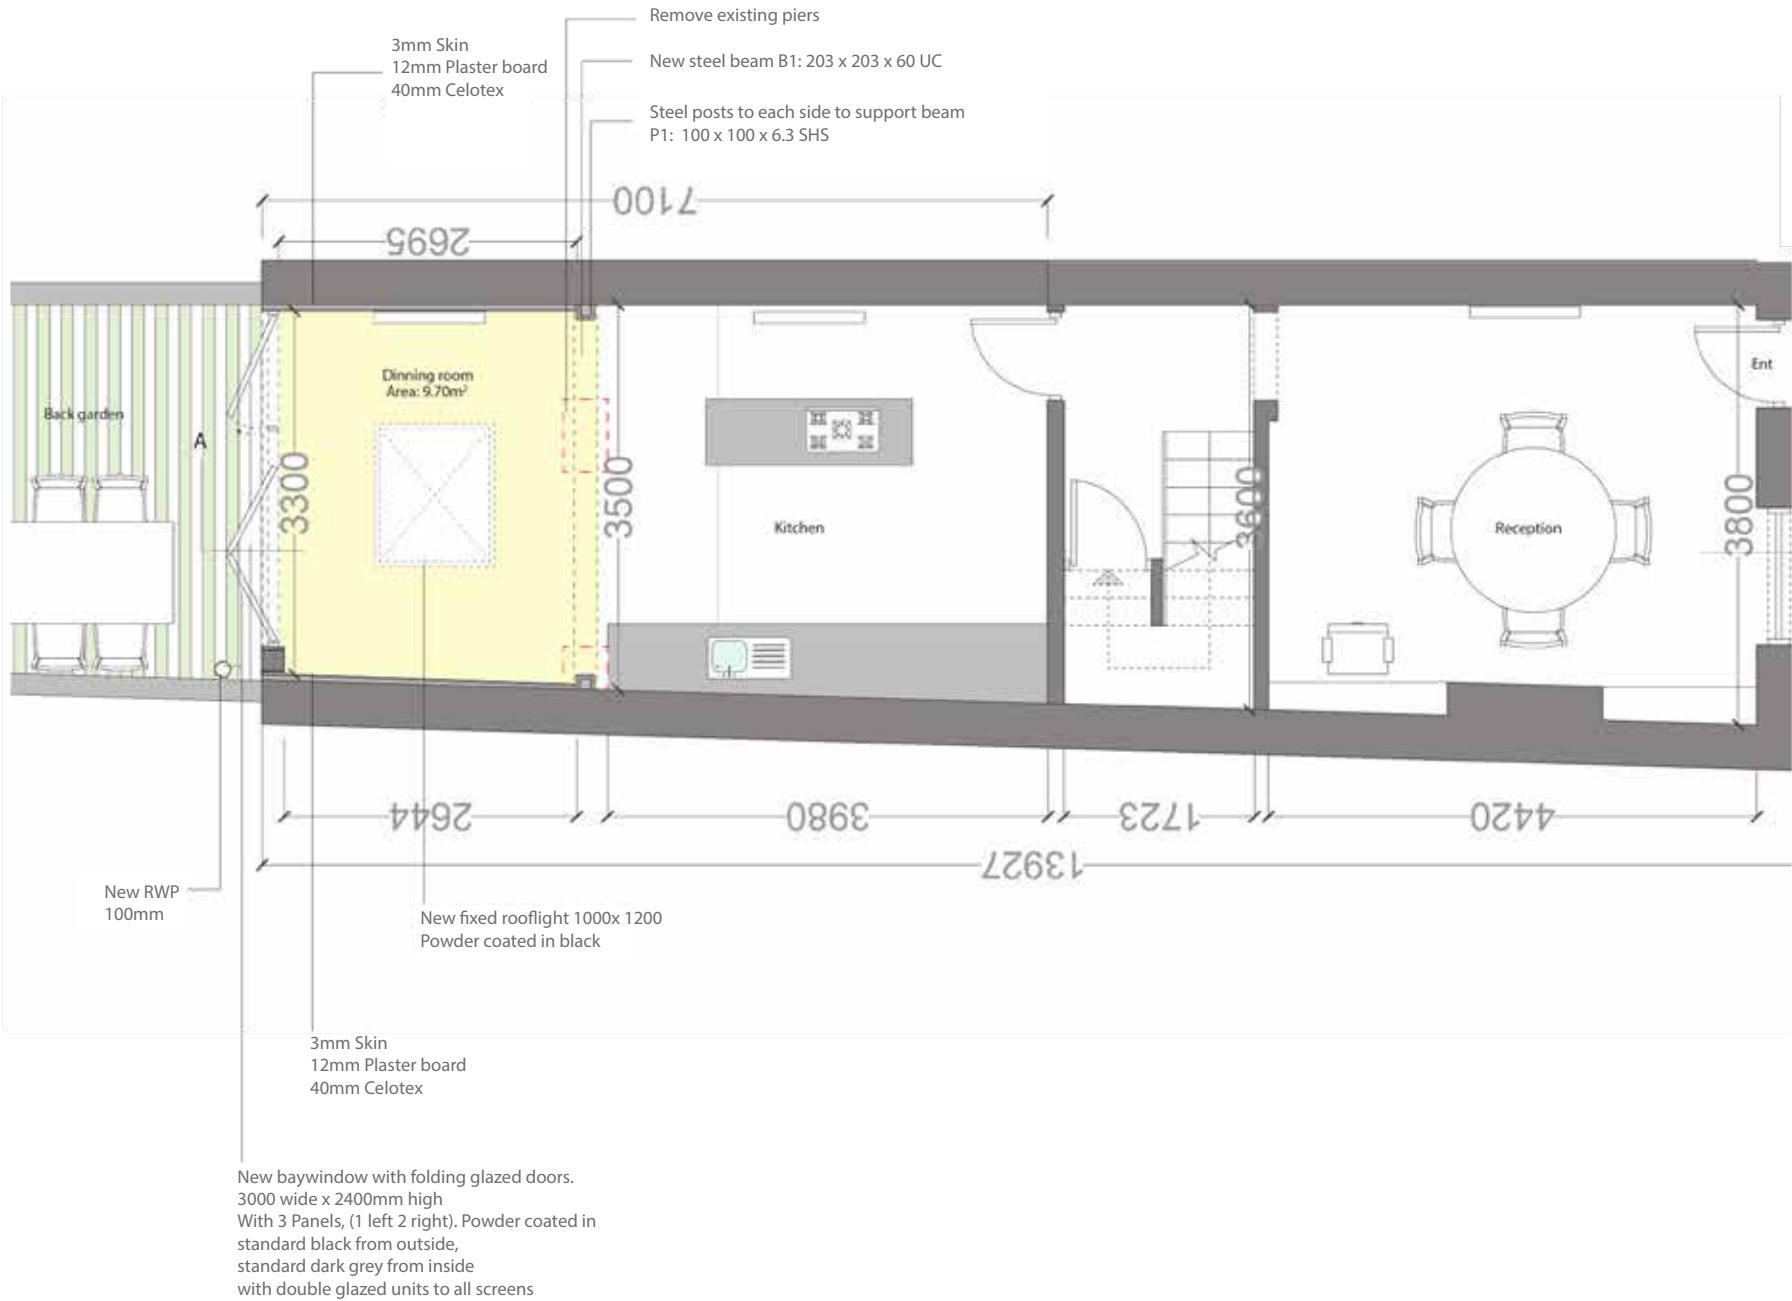 Remove existing piers
3mm Skin
12mm Plaster board
40mm Celotex
New steel beam B1: 203 x 203 x 60 UC
Steel posts to each side to support beam
P1: 100 x 100 x 6.3 SHS
7100
2695
Dinning room
Area: 9.70m²
Back garden
A
3300
3500
Kitchen
3600
Reception
3800
Ent
2644
3980
1723
4420
13927
New RWP
100mm
New fixed rooflight 1000x 1200
Powder coated in black
3mm Skin
12mm Plaster board
40mm Celotex
New baywindow with folding glazed doors.
3000 wide x 2400mm high
With 3 Panels, (1 left 2 right). Powder coated in
standard black from outside,
standard dark grey from inside
with double glazed units to all screens